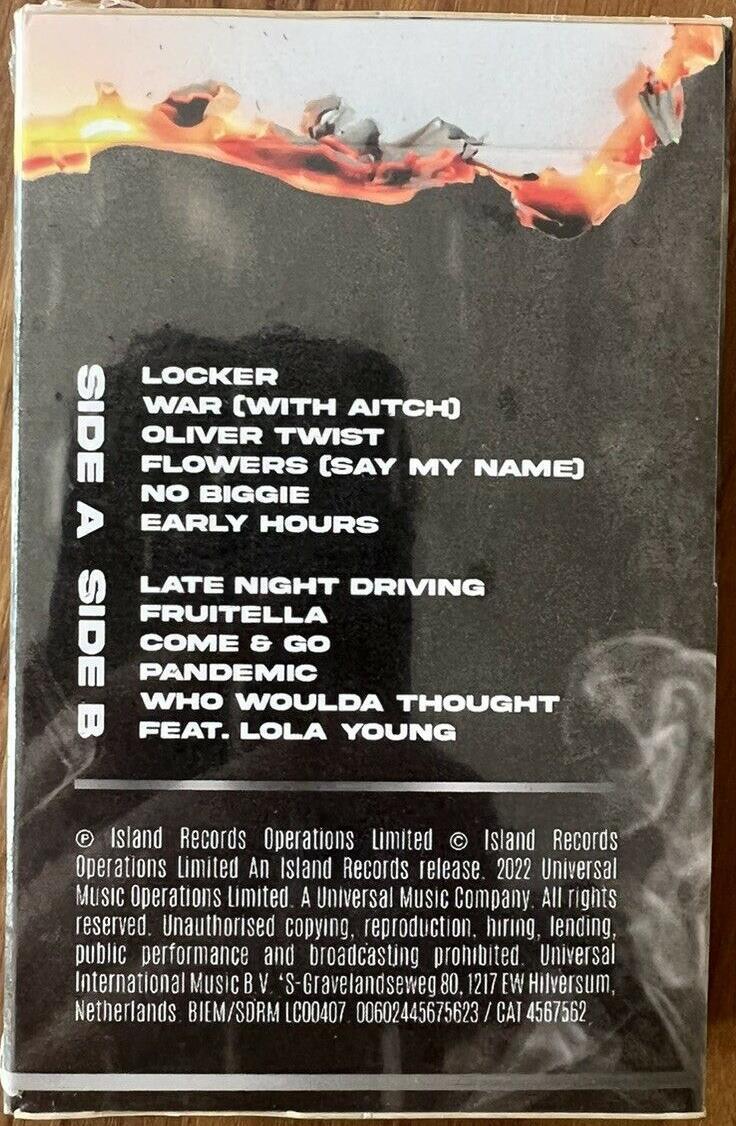 SIDE A
LOCKER
WAR (WITH AITCH)
OLIVER TWIST
FLOWERS (SAY MY NAME)
NO BIGGIE
EARLY HOURS
SIDE B
LATE NIGHT DRIVING
FRUITELLA
COME & GO
PANDEMIC
WHO WOULDA THOUGHT
FEAT. LOLA YOUNG
℗ Island Records Operations Limited © Island Records
Operations Limited An Island Records release. 2022 Universal
Music Operations Limited. A Universal Music Company. All rights
reserved. Unauthorised copying, reproduction, hiring, lending,
public performance and broadcasting prohibited. Universal
International Music B.V. 'S-Gravelandseweg 80, 1217 EW Hilversum,
Netherlands. BIEM/SDRM LC00407. 00602445675623 / CAT 4567562